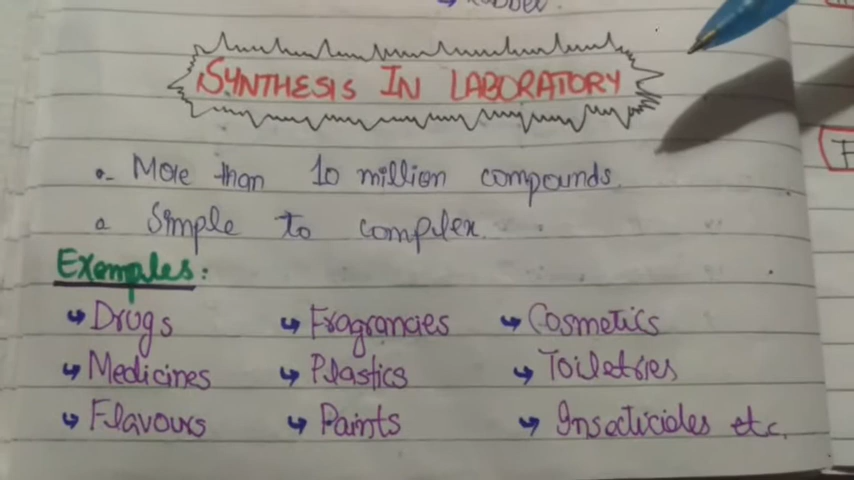 SYNTHESIS IN LABORATORY
More than 10 million compounds.
Simple to complex.
Exemples:
Drugs Fragrancies Cosmetics
Medicines Plastics Toiletries
Flavours Paints Insecticides etc.